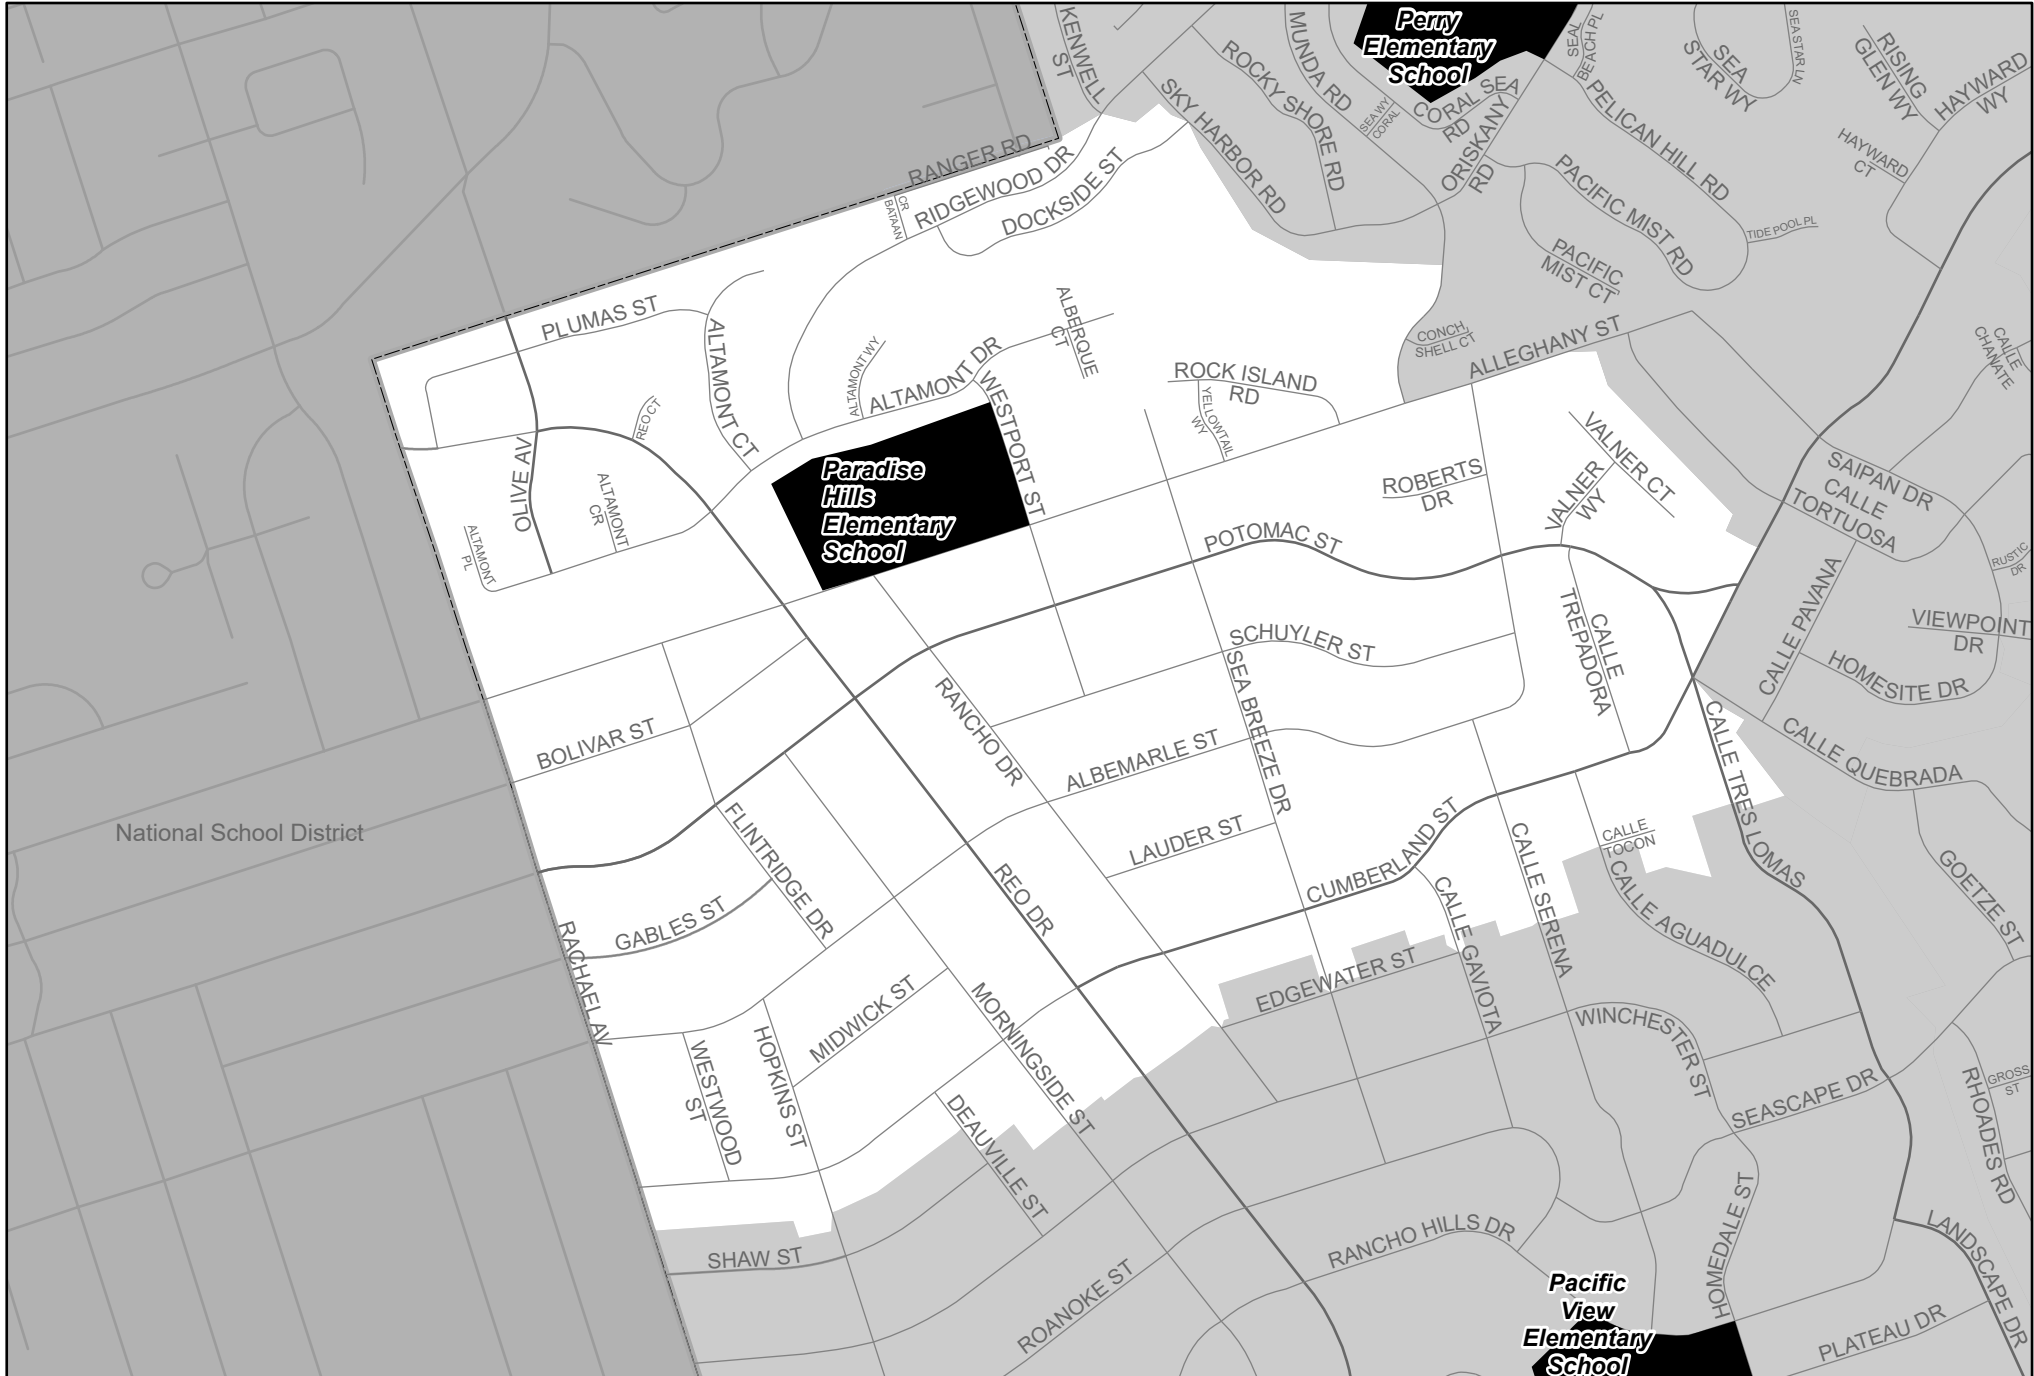 Perry
Elementary
School
KENWELL
ST
MUNDA RD
ROCKY SHORE RD
SKY HARBOR RD
SEA WY
CORAL
CORAL SEA
RD
ORISKANY
RD
SEAL
BEACH PL
PELICAN HILL RD
SEA
STAR WY
SEA STAR LN
RISING
GLEN WY
HAYWARD
WY
HAYWARD
CT
PACIFIC MIST RD
TIDE POOL PL
PACIFIC
MIST CT
RANGER RD
RIDGEWOOD DR
CR
BATAAN
DOCKSIDE ST
PLUMAS ST
ALTAMONT CT
ALTAMONT WY
ALTAMONT DR
ALBERQUE
CT
WESTPORT ST
ROCK ISLAND
RD
YELLOWTAIL
WY
CONCH
SHELL CT
ALLEGHANY ST
CALLE
CHANATE
REO CT
OLIVE AV
ALTAMONT
CR
ALTAMONT
PL
Paradise
Hills
Elementary
School
ROBERTS
DR
VALNER CT
VALNER
WY
SAIPAN DR
CALLE
TORTUOSA
POTOMAC ST
RUSTIC
DR
CALLE PAVANA
VIEWPOINT
DR
HOMESITE DR
CALLE
TREPADORA
SCHUYLER ST
SEA BREEZE DR
RANCHO DR
BOLIVAR ST
ALBEMARLE ST
CALLE TRES LOMAS
CALLE QUEBRADA
National School District
FLINTRIDGE DR
LAUDER ST
CUMBERLAND ST
CALLE SERENA
CALLE
TOCON
CALLE AGUADULCE
GOETZE ST
GABLES ST
REO DR
CALLE GAVIOTA
RACHAEL AV
EDGEWATER ST
MIDWICK ST
MORNINGSIDE ST
HOPKINS ST
WESTWOOD
ST
WINCHESTER ST
SEASCAPE DR
RHOADES RD
GROSS
ST
DEAUVILLE ST
HOMEDALE ST
SHAW ST
ROANOKE ST
RANCHO HILLS DR
LANDSCAPE DR
Pacific
View
Elementary
School
PLATEAU DR